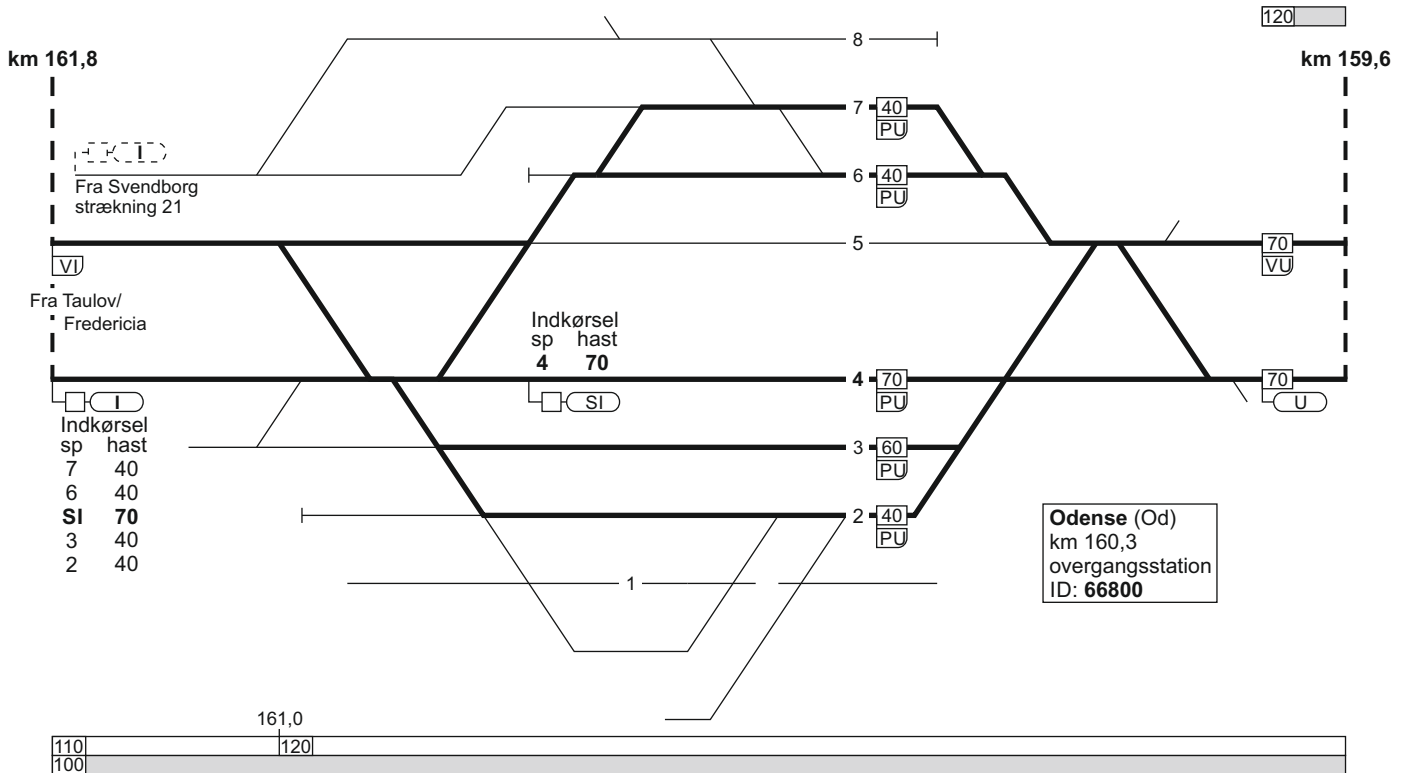 120
8
km 161,8
km 159,6
7 40
PU
I
Fra Svendborg
strækning 21
6 40
PU
5
70
VU
VI
Fra Taulov/
Fredericia
Indkørsel
sp hast
4 70
4 70
PU
SI
70
U
I
Indkørsel
sp hast
7 40
6 40
SI 70
3 40
2 40
3 60
PU
2 40
PU
Odense (Od)
km 160,3
overgangsstation
ID: 66800
1
161,0
110 120
100